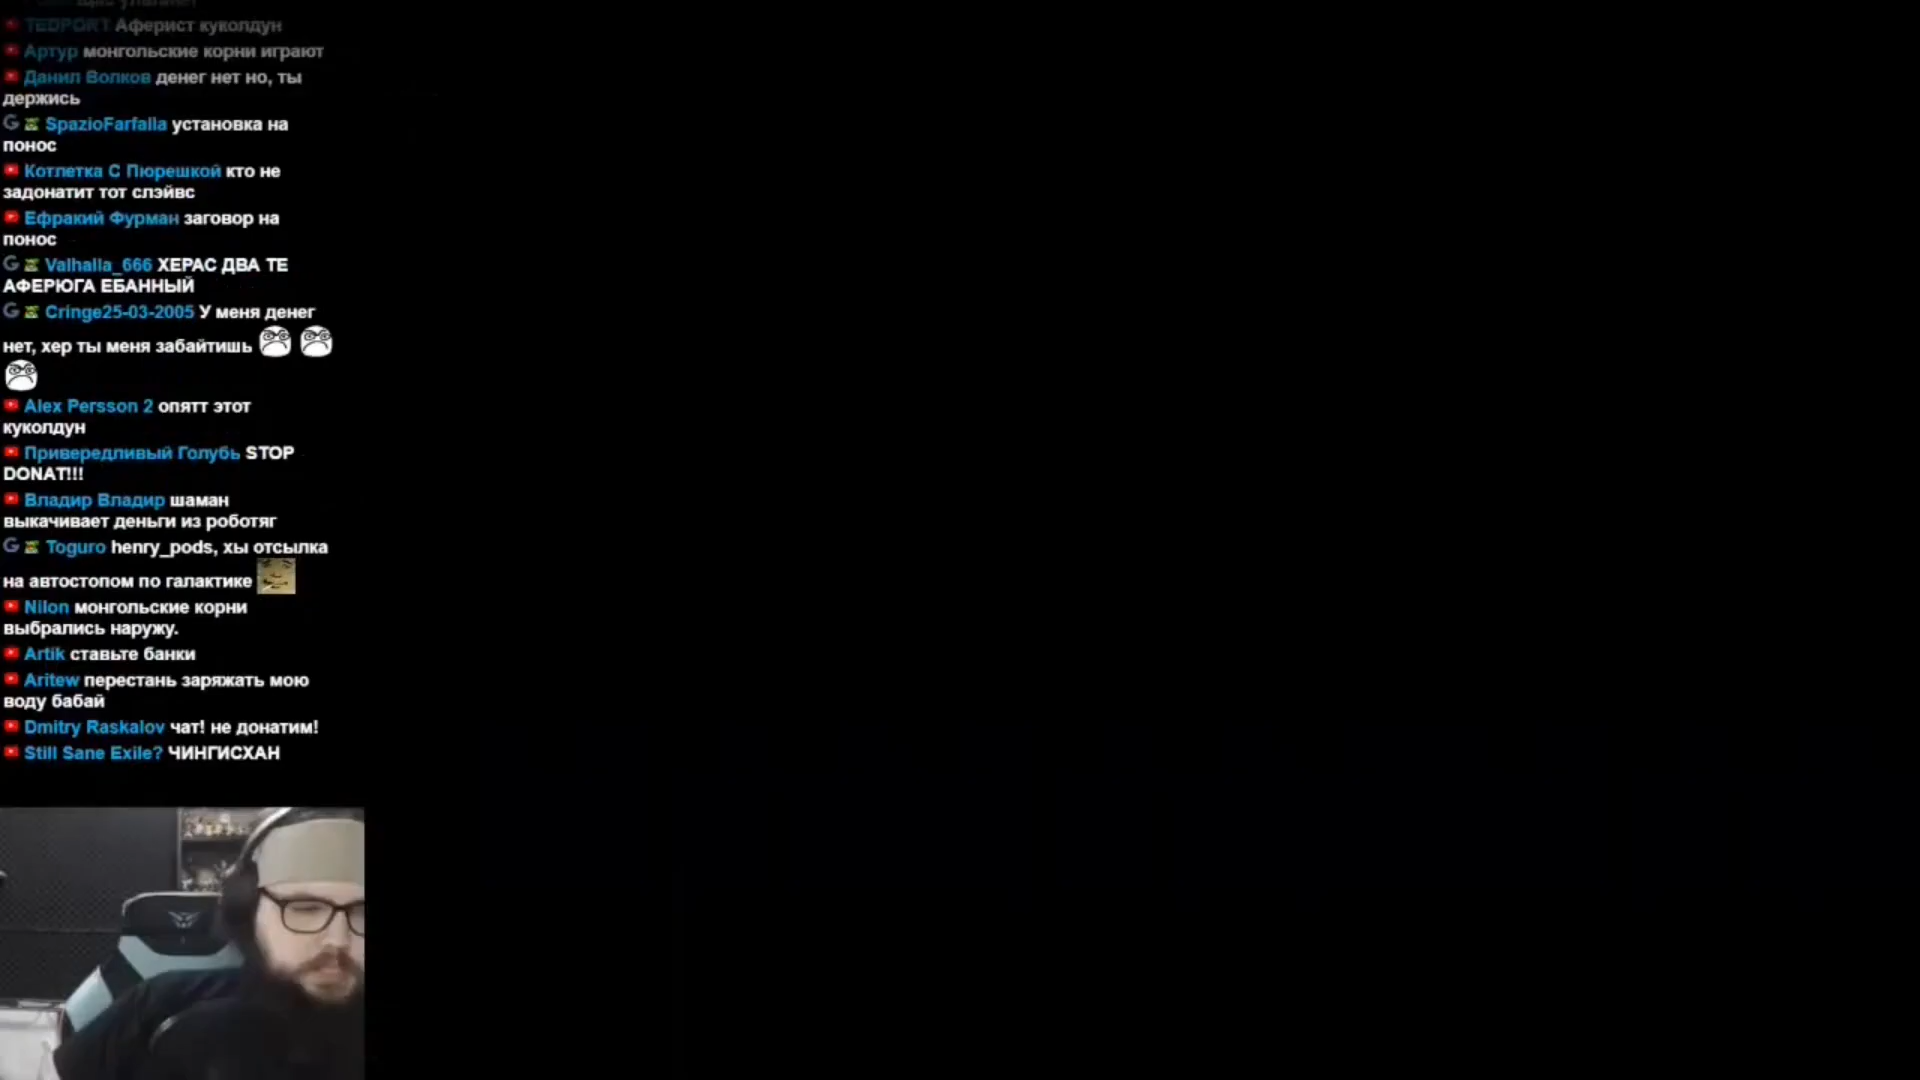 TEDPORT Аферист куколдун
Артур монгольские корни играют
Данил Волков денег нет но, ты
держись
SpazioFarfalla установка на
понос
Котлетка С Пюрешкой кто не
задонатит тот слэйвс
Ефракий Фурман заговор на
понос
Valhalla_666 ХЕРАС ДВА ТЕ
АФЕРЮГА ЕБАННЫЙ
Cringe25-03-2005 У меня денег
нет, хер ты меня забайтишь
Alex Persson 2 опятт этот
куколдун
Привередливый Голубь STOP
DONAT!!!
Владир Владир шаман
выкачивает деньги из роботяг
Toguro henry_pods, хы отсылка
на автостопом по галактике
Nilon монгольские корни
выбрались наружу.
Artik ставьте банки
Aritew перестань заряжать мою
воду бабай
Dmitry Raskalov чат! не донатим!
Still Sane Exile? ЧИНГИСХАН